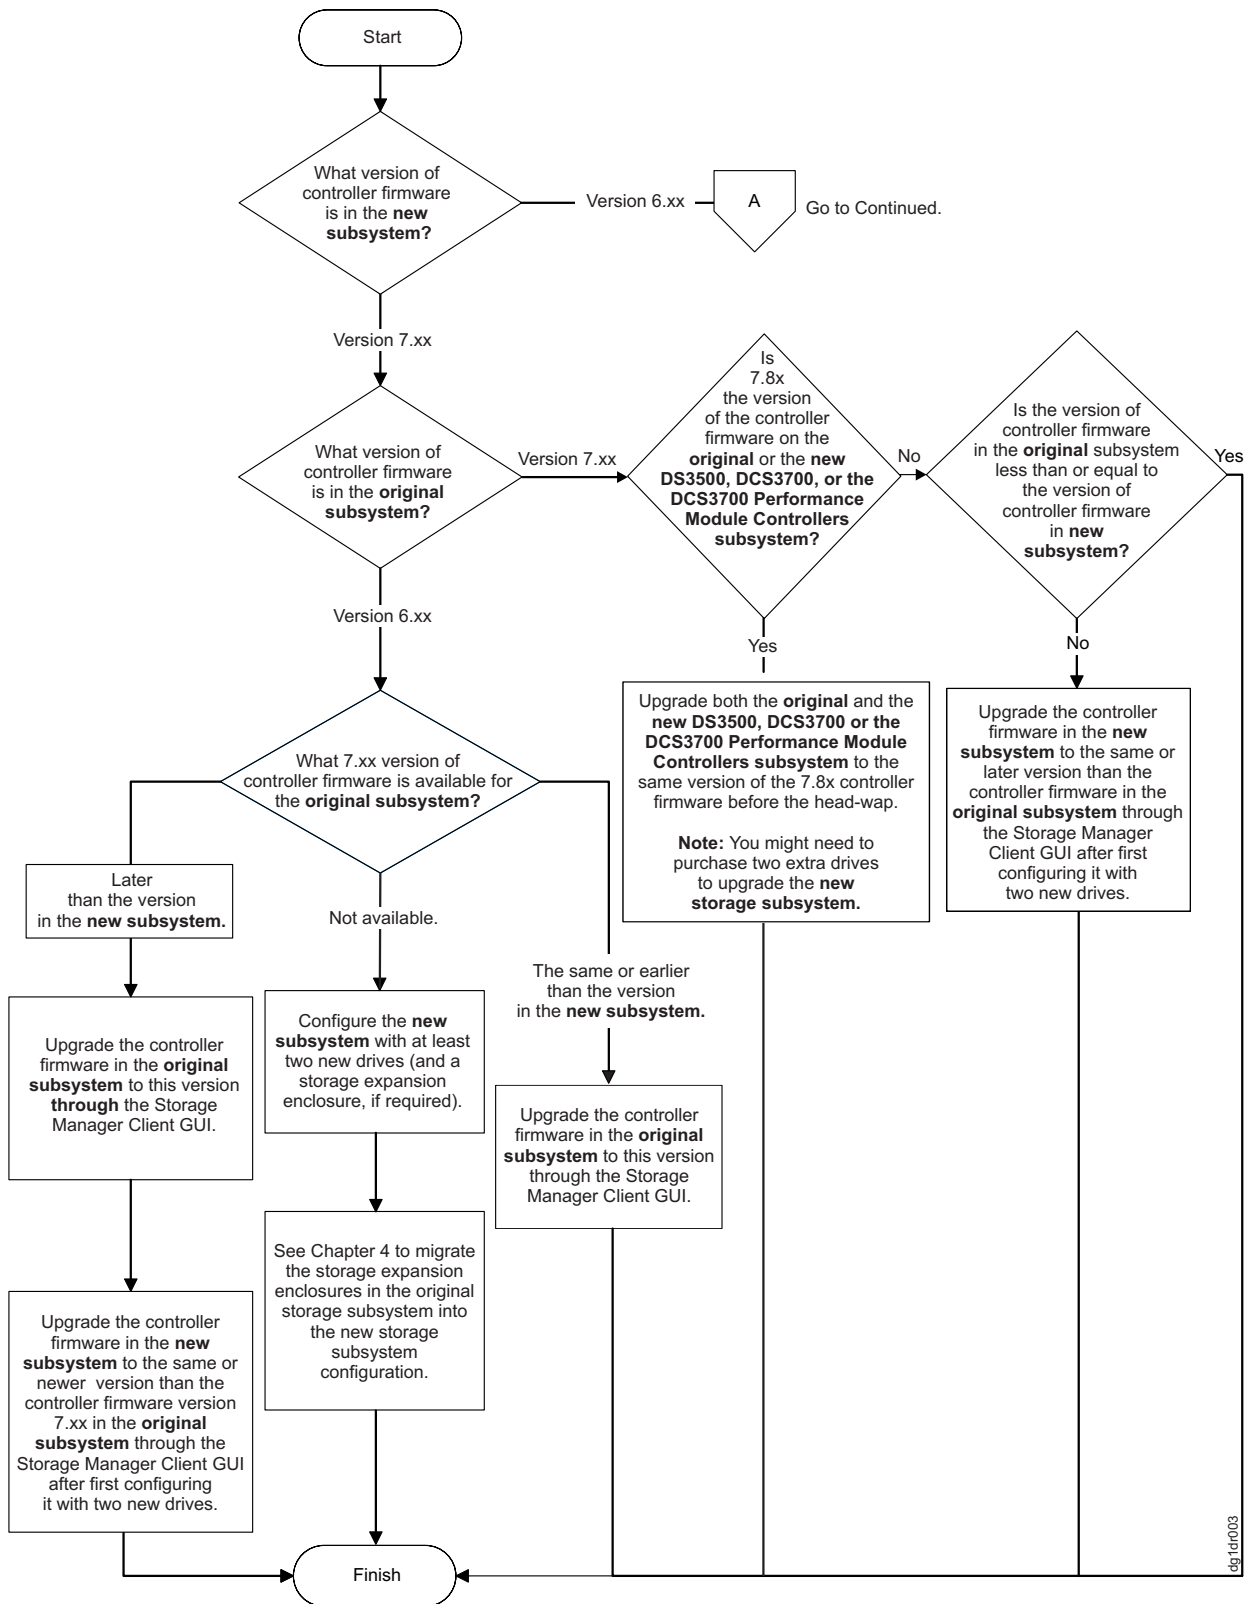 Start
What version of
controller firmware
is in the new
subsystem?
Version 6.xx
A
Go to Continued.
Version 7.xx
What version of
controller firmware
is in the original
subsystem?
Version 7.xx
Is
7.8x
the version
of the controller
firmware on the
original or the new
DS3500, DCS3700, or the
DCS3700 Performance
Module Controllers
subsystem?
No
Is the version of
controller firmware
in the original subsystem
less than or equal to
the version of
controller firmware
in new
subsystem?
Yes
Version 6.xx
Yes
No
What 7.xx version of
controller firmware is available for
the original subsystem?
Upgrade both the original and the
new DS3500, DCS3700 or the
DCS3700 Performance Module
Controllers subsystem to the
same version of the 7.8x controller
firmware before the head-wap.
Note: You might need to
purchase two extra drives
to upgrade the new
storage subsystem.
Upgrade the controller
firmware in the new
subsystem to the same or
later version than the
controller firmware in the
original subsystem through
the Storage Manager
Client GUI after first
configuring it with
two new drives.
Later
than the version
in the new subsystem.
Not available.
The same or earlier
than the version
in the new subsystem.
Upgrade the controller
firmware in the original
subsystem to this version
through the Storage
Manager Client GUI.
Configure the new
subsystem with at least
two new drives (and a
storage expansion
enclosure, if required).
Upgrade the controller
firmware in the original
subsystem to this version
through the Storage
Manager Client GUI.
See Chapter 4 to migrate
the storage expansion
enclosures in the original
storage subsystem into
the new storage
subsystem
configuration.
Upgrade the controller
firmware in the new
subsystem to the same or
newer version than the
controller firmware version
7.xx in the original
subsystem through the
Storage Manager Client GUI
after first configuring
it with two new drives.
Finish
dg1dr003